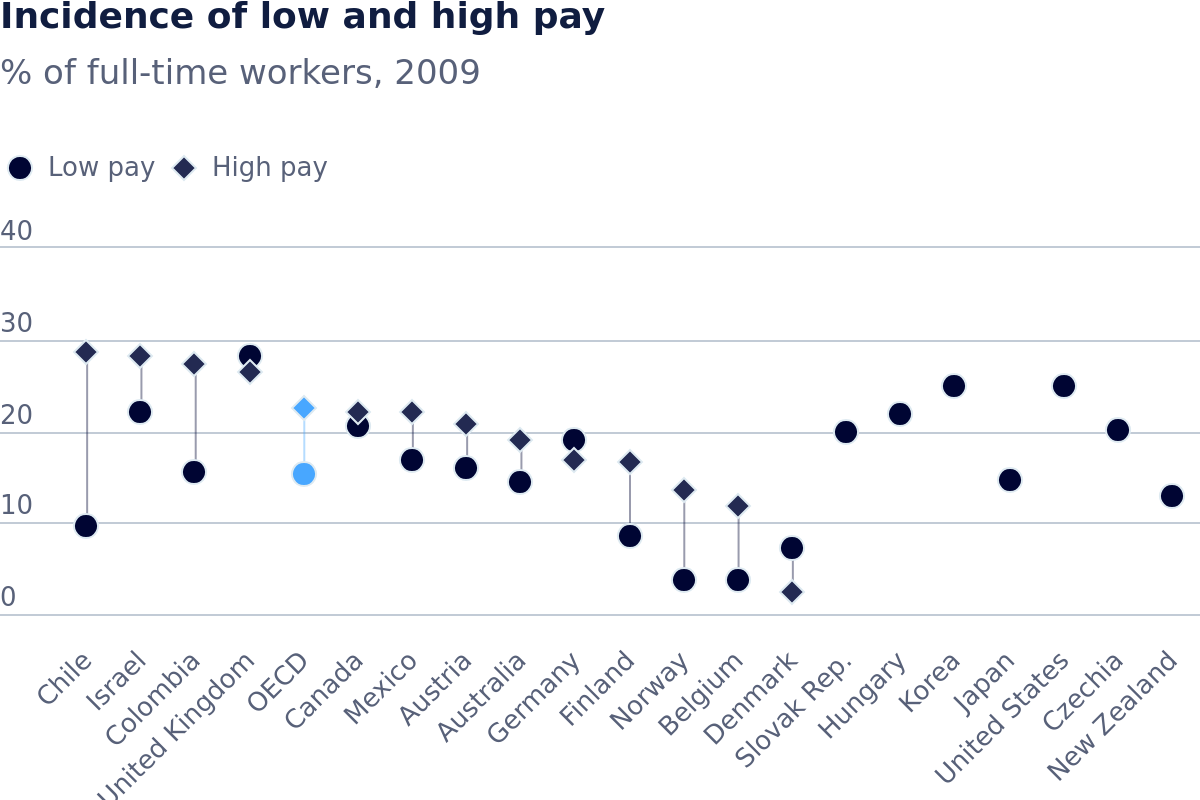 Incidence of low and high pay
% of full-time workers, 2009
Low pay
High pay
40
30
20
10
0
Chile
Israel
Colombia
United Kingdom
OECD
Canada
Mexico
Austria
Australia
Germany
Finland
Norway
Belgium
Denmark
Slovak Rep.
Hungary
Korea
Japan
United States
Czechia
New Zealand